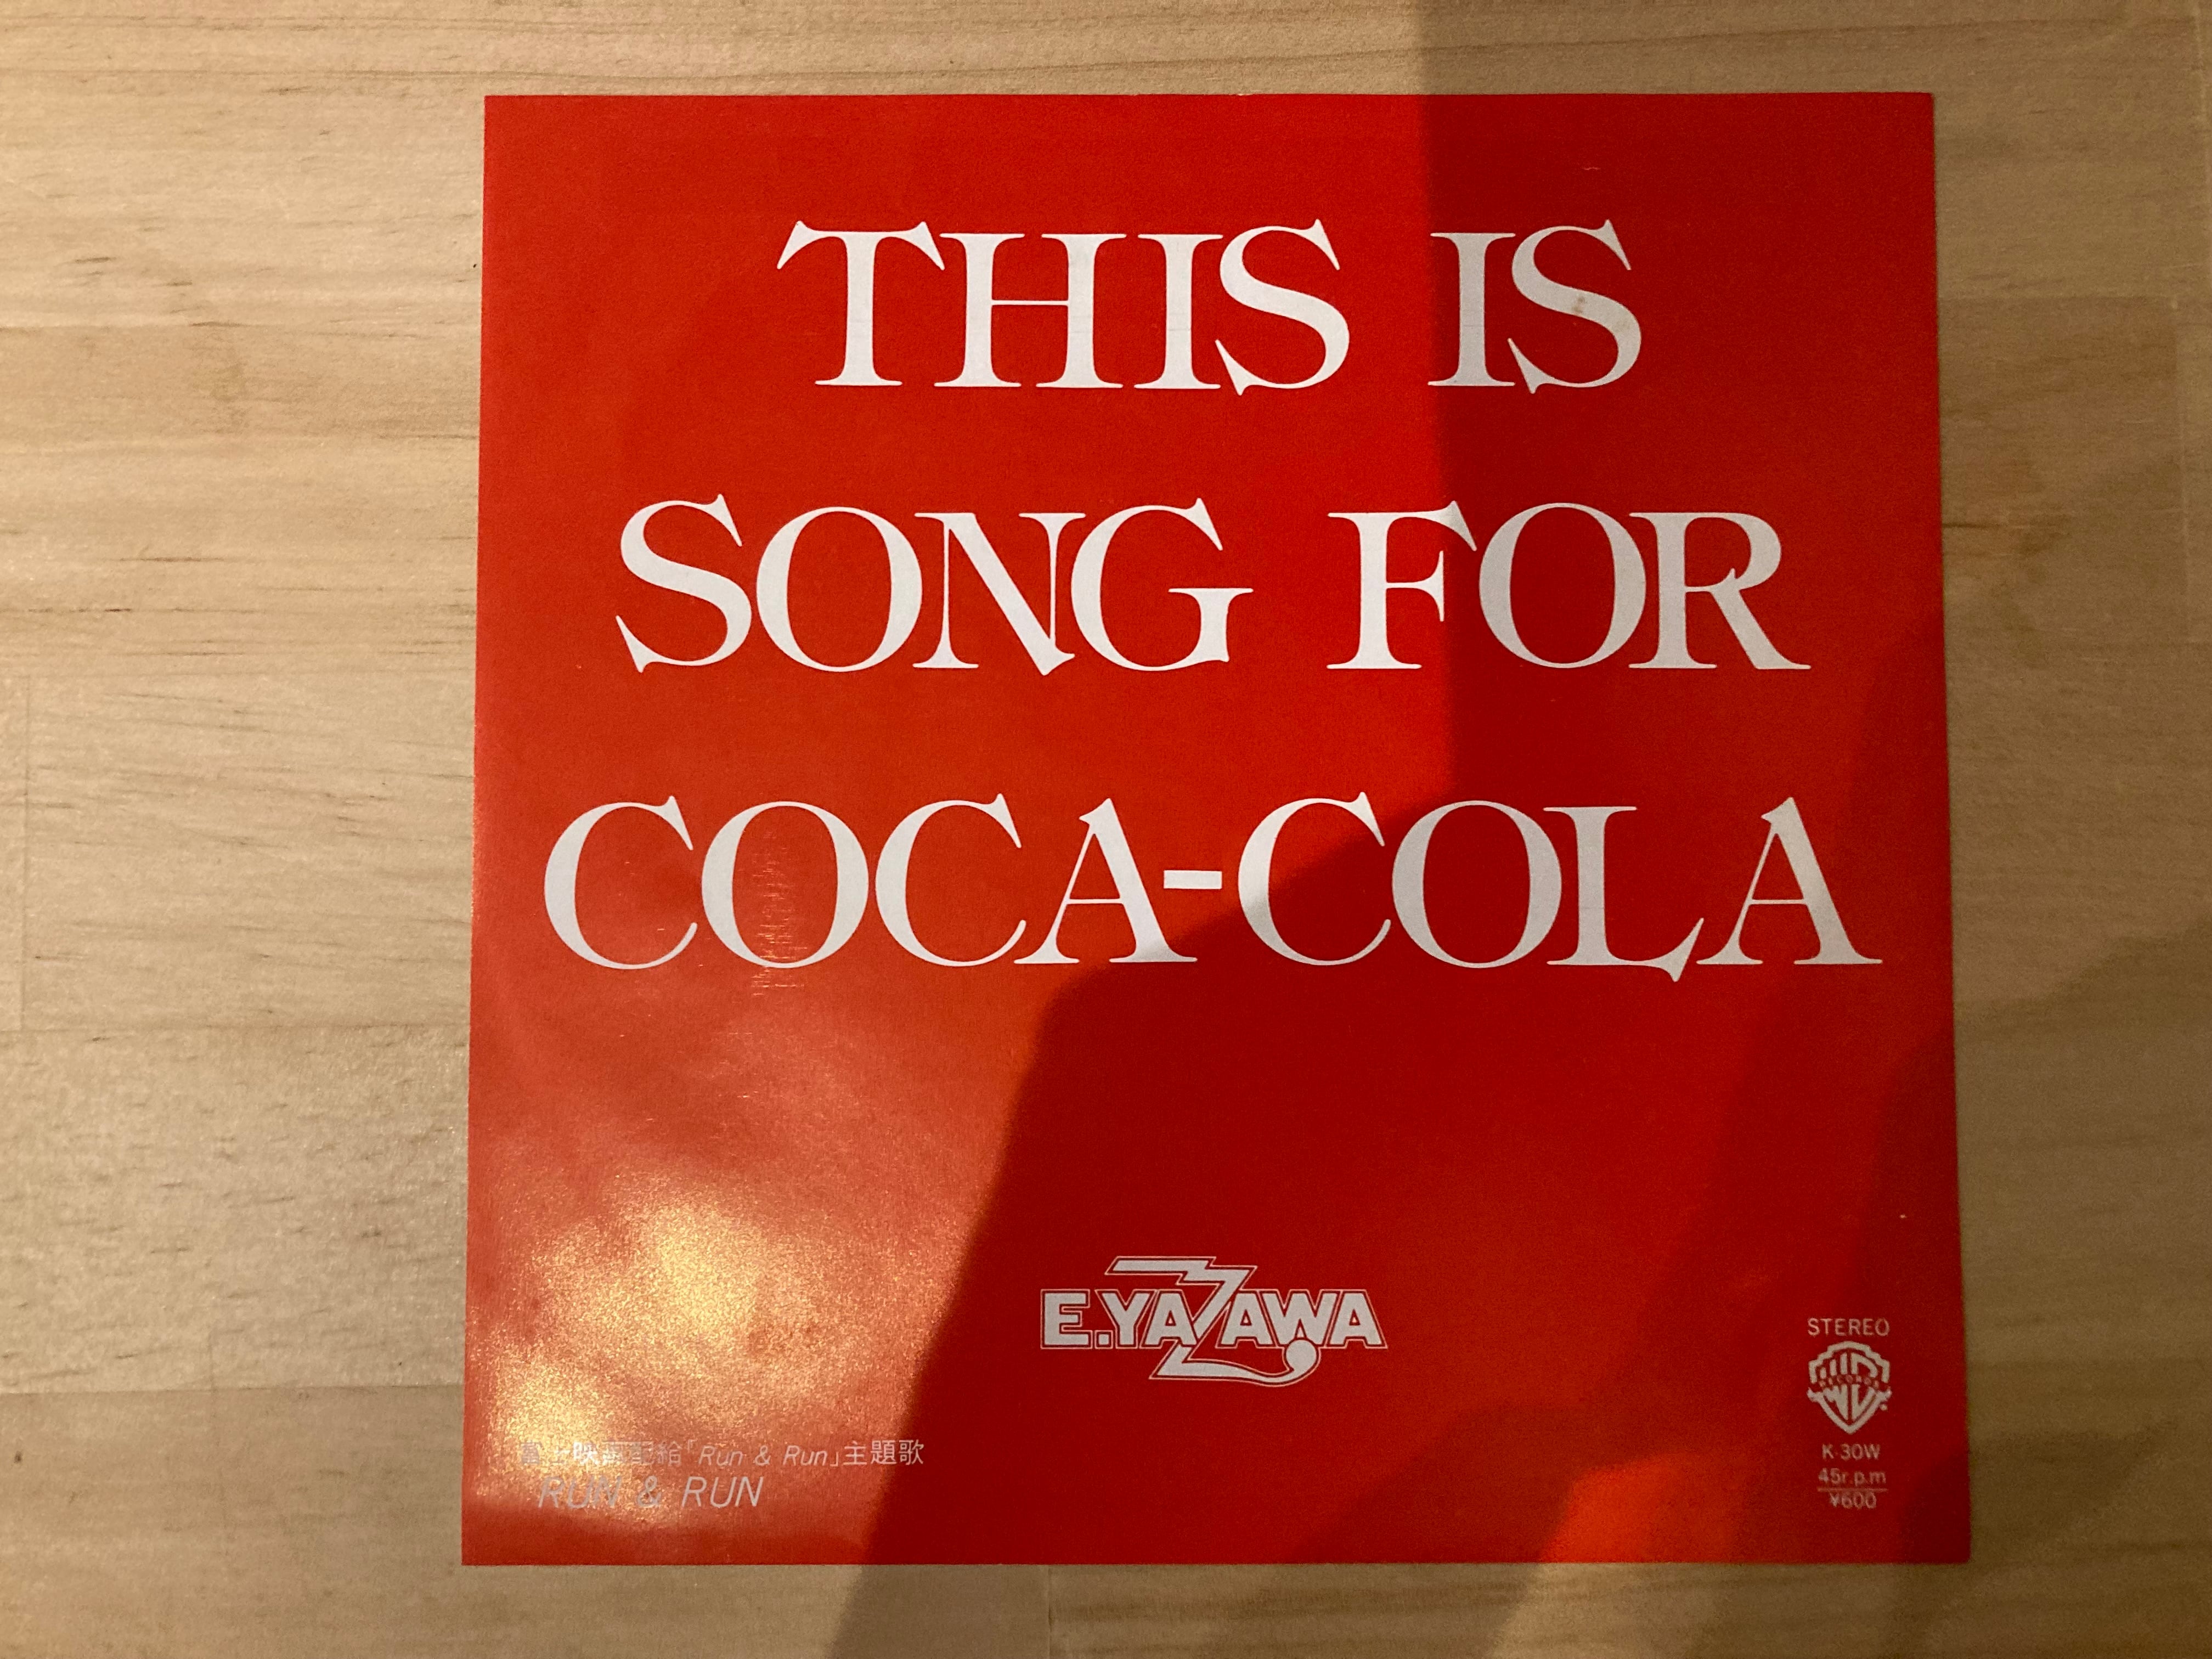 THIS IS
SONG FOR
COCA-COLA
E.YAZAWA
STEREO
RECORDS
K-30W
45r.p.m
¥600
映画配給「Run & Run」主題歌
RUN & RUN